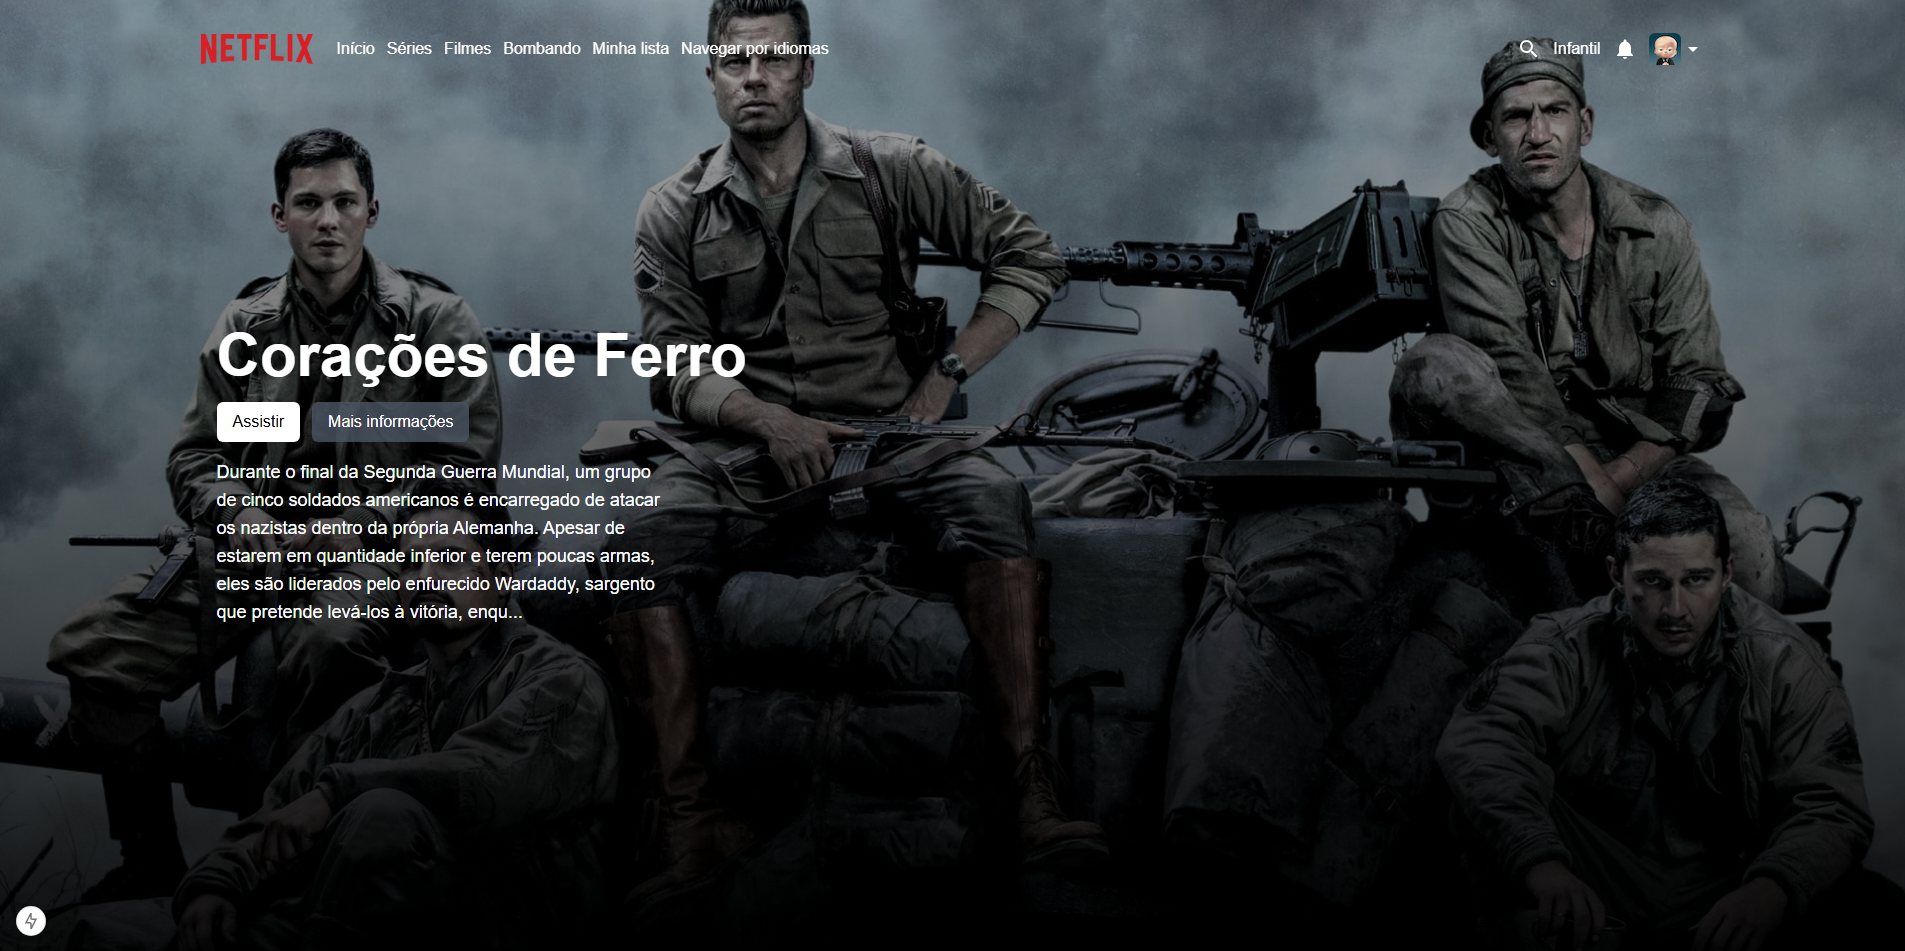 NETFLIX Início Séries Filmes Bombando Minha lista Navegar por idiomas Infantil
Corações de Ferro
Assistir Mais informações
Durante o final da Segunda Guerra Mundial, um grupo
de cinco soldados americanos é encarregado de atacar
os nazistas dentro da própria Alemanha. Apesar de
estarem em quantidade inferior e terem poucas armas,
eles são liderados pelo enfurecido Wardaddy, sargento
que pretende levá-los à vitória, enqu...